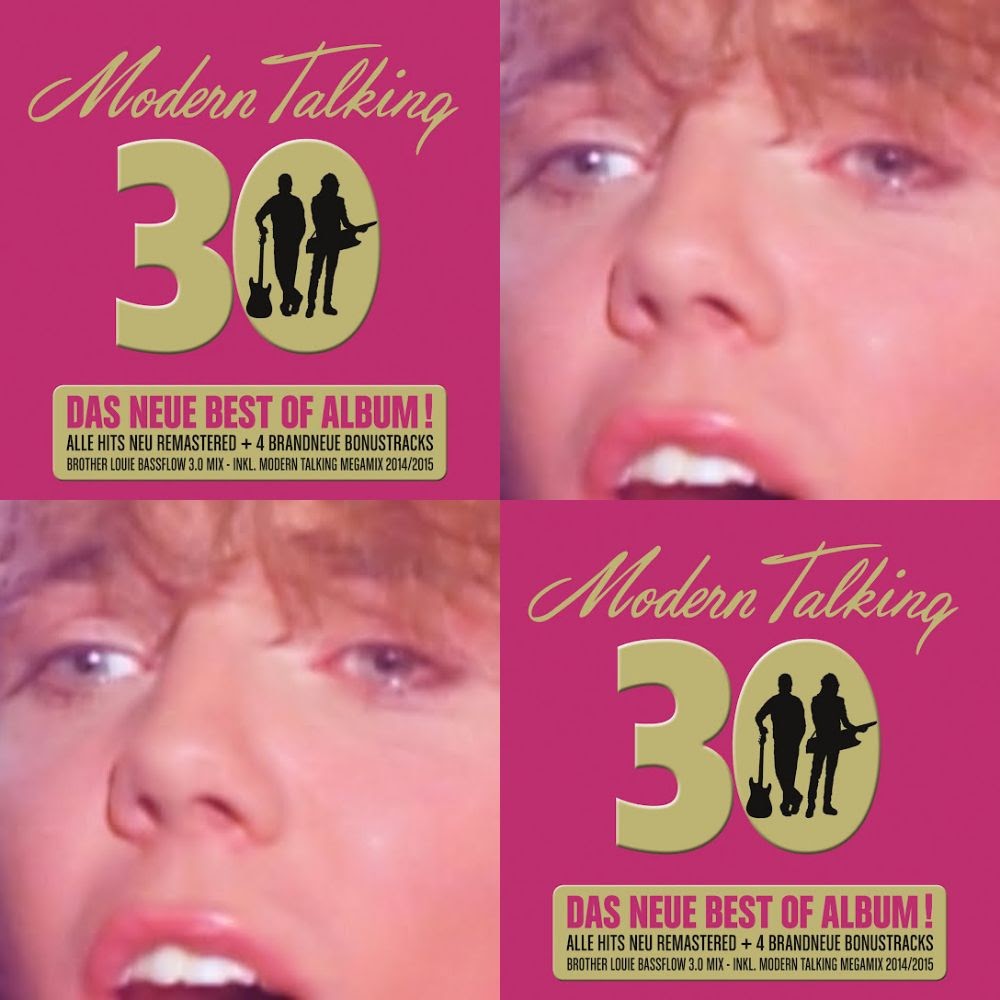 Modern Talking
30
DAS NEUE BEST OF ALBUM!
ALLE HITS NEU REMASTERED + 4 BRANDNEUE BONUSTRACKS
BROTHER LOUIE BASSFLOW 3.0 MIX - INKL. MODERN TALKING MEGAMIX 2014/2015
Modern Talking
30
DAS NEUE BEST OF ALBUM!
ALLE HITS NEU REMASTERED + 4 BRANDNEUE BONUSTRACKS
BROTHER LOUIE BASSFLOW 3.0 MIX - INKL. MODERN TALKING MEGAMIX 2014/2015